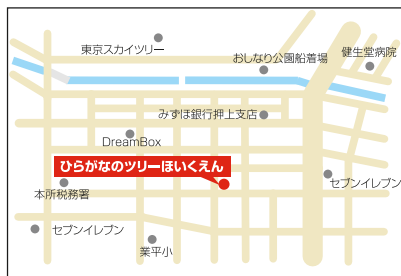 東京スカイツリー
健生堂病院
おしなり公園船着場
みずほ銀行押上支店
DreamBox
ひらがなのツリーほいくえん
本所税務署
セブンイレブン
セブンイレブン
業平小